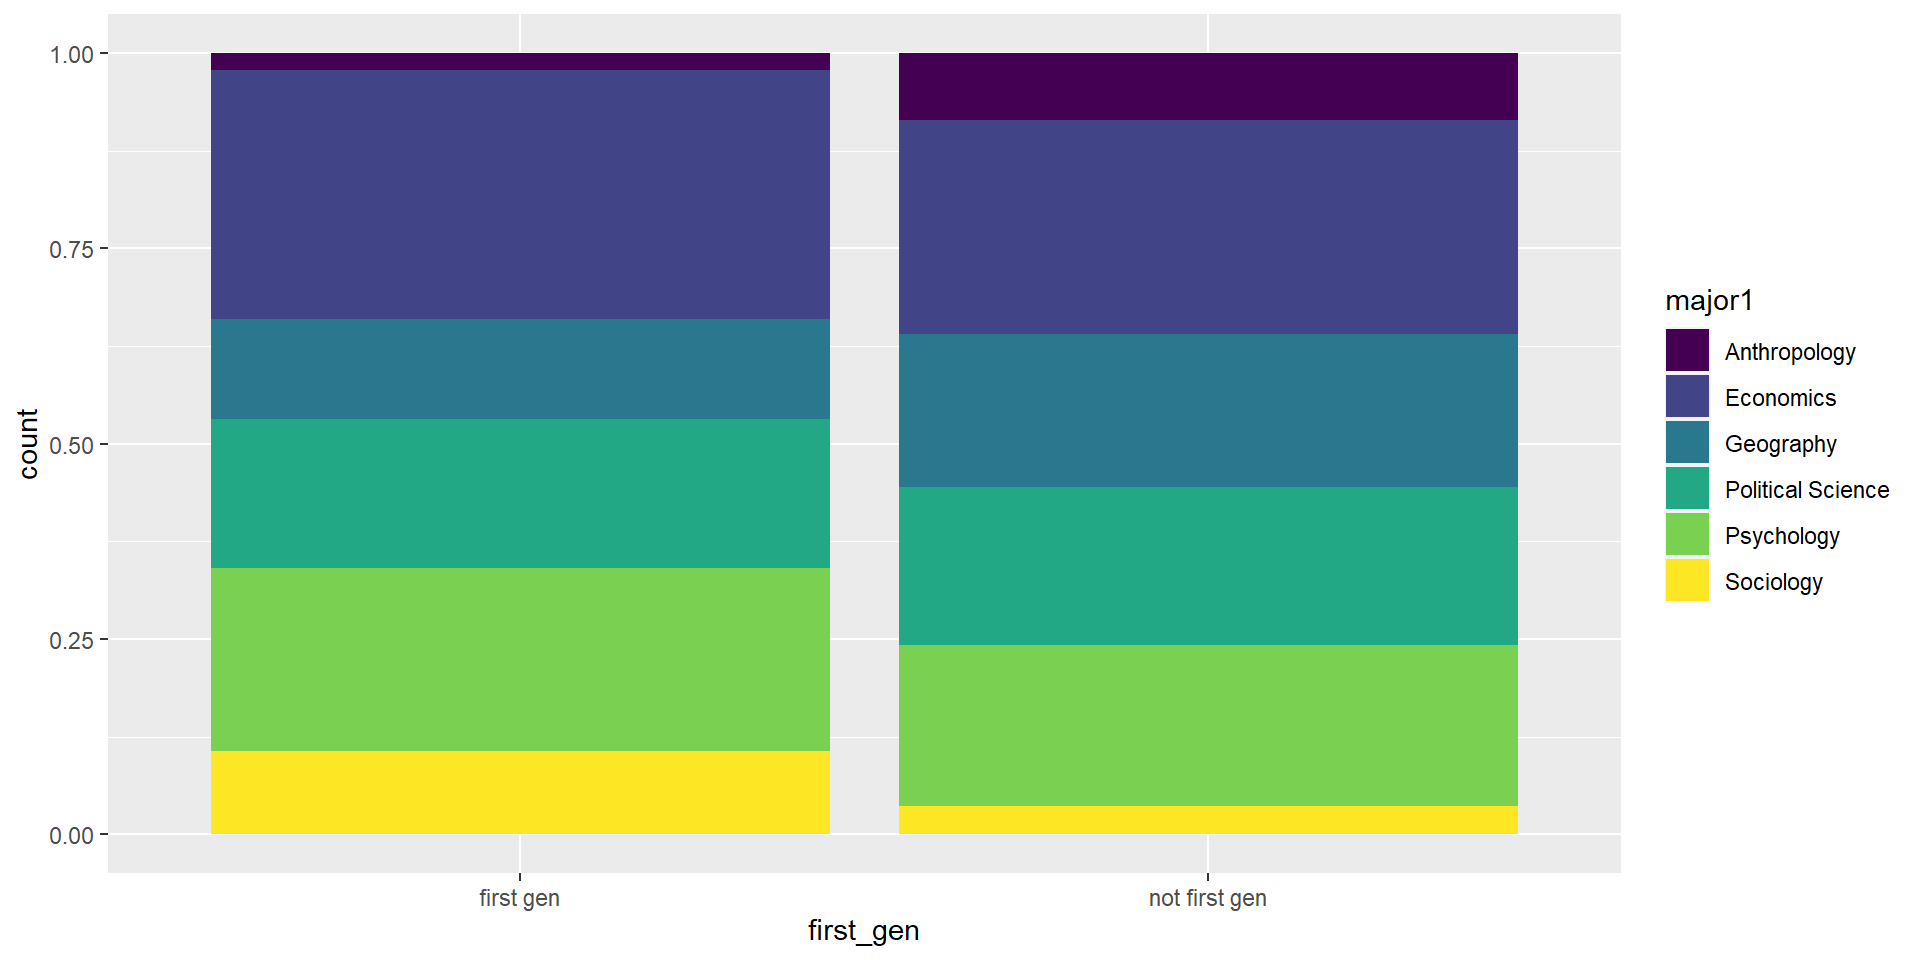 1.00
0.75
0.50
0.25
0.00
count
first gen
not first gen
first_gen
major1
Anthropology
Economics
Geography
Political Science
Psychology
Sociology